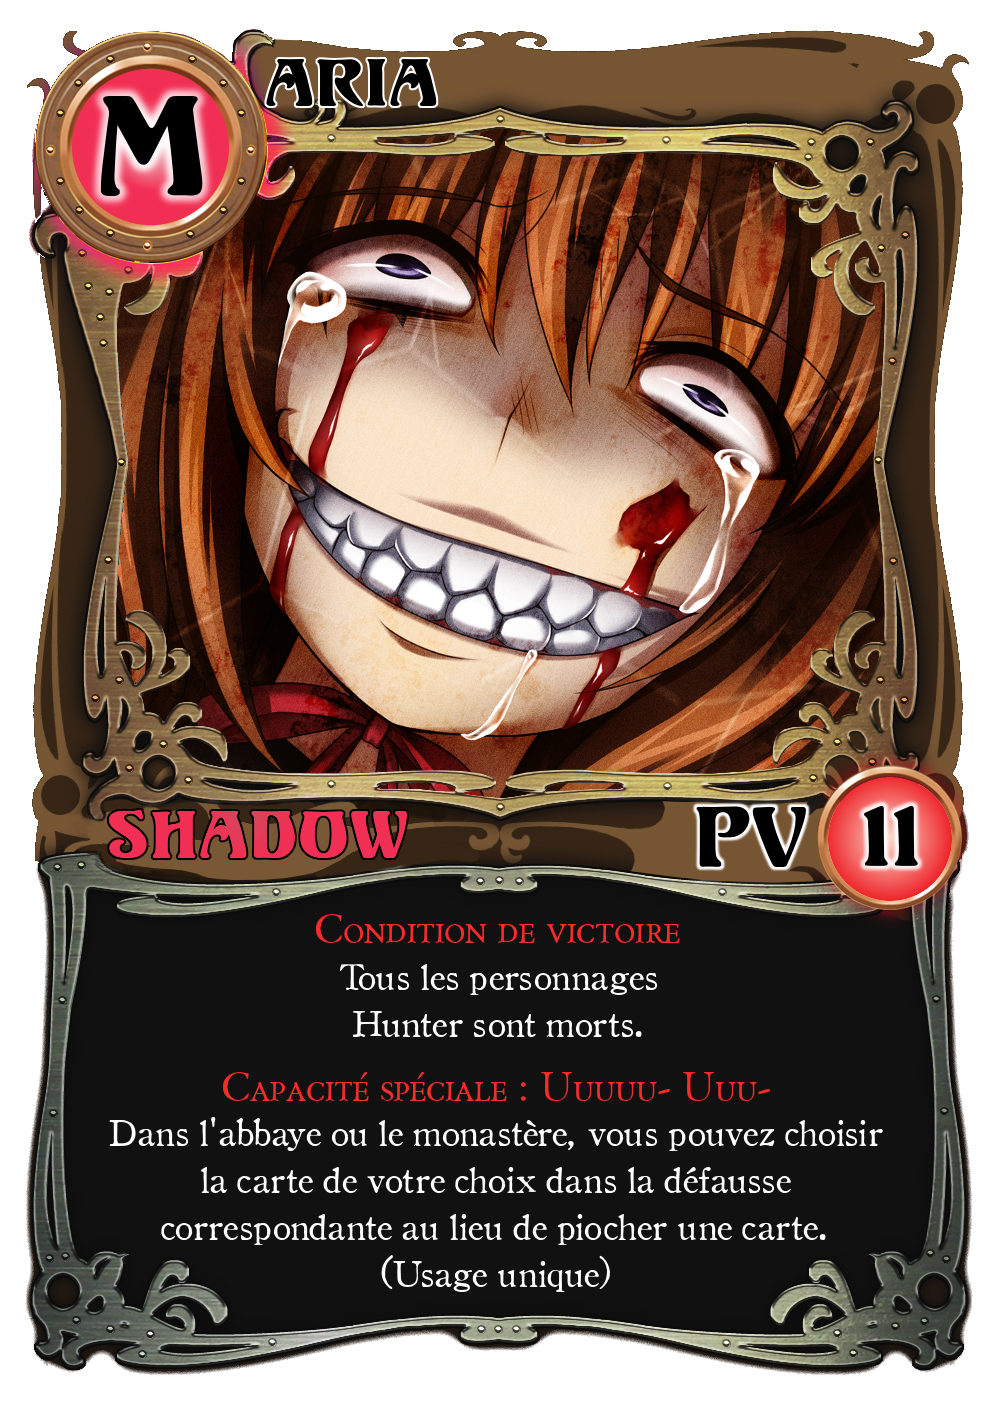 MARIA
SHADOW
PV 11
Condition de victoire
Tous les personnages
Hunter sont morts.
Capacité spéciale : Uuuuu- Uuu-
Dans l'abbaye ou le monastère, vous pouvez choisir
la carte de votre choix dans la défausse
correspondante au lieu de piocher une carte.
(Usage unique)